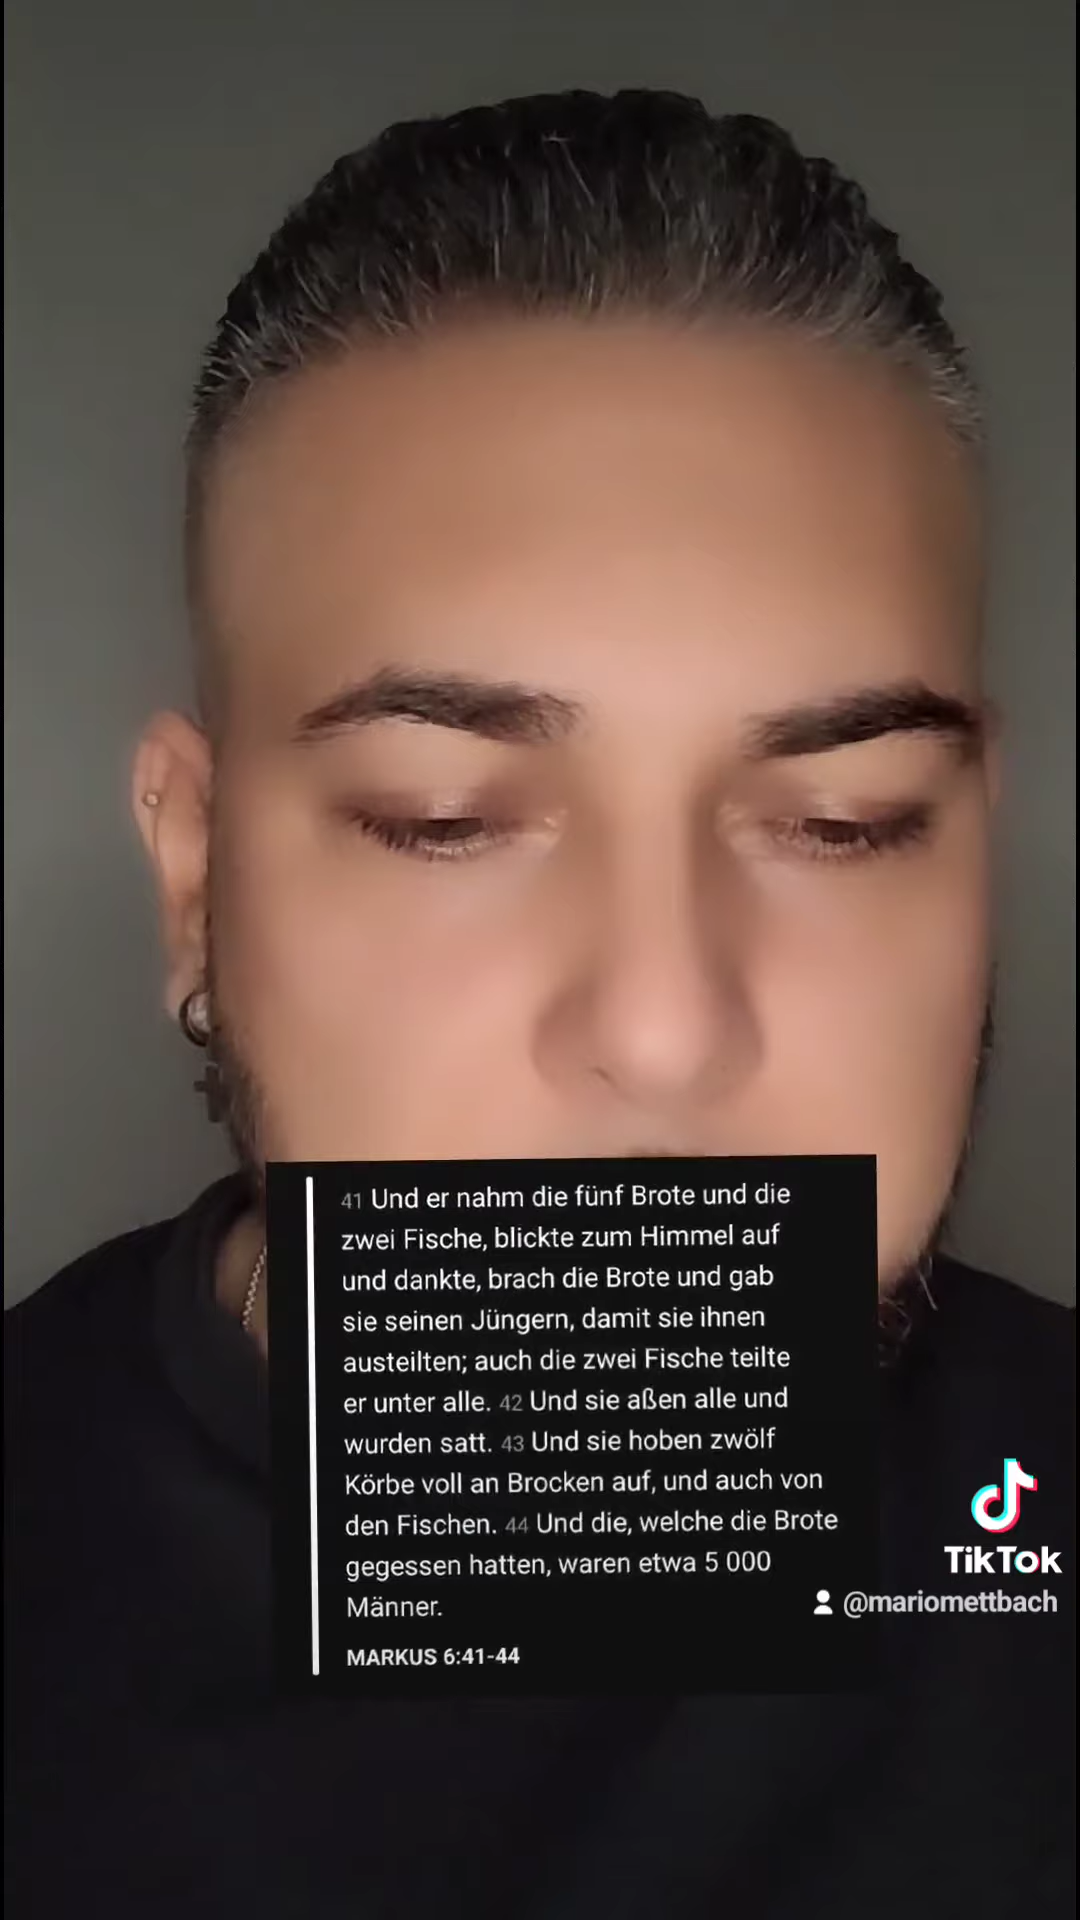 41 Und er nahm die fünf Brote und die
zwei Fische, blickte zum Himmel auf
und dankte, brach die Brote und gab
sie seinen Jüngern, damit sie ihnen
austeilten; auch die zwei Fische teilte
er unter alle. 42 Und sie aßen alle und
wurden satt. 43 Und sie hoben zwölf
Körbe voll an Brocken auf, und auch von
den Fischen. 44 Und die, welche die Brote
gegessen hatten, waren etwa 5 000
Männer.
MARKUS 6:41-44
TikTok
@mariomettbach